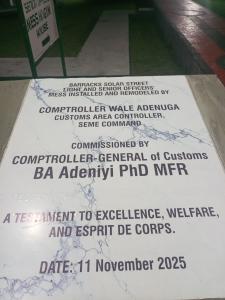 MESS
HOUSE
BARRACKS SOLAR STREET
LIGHT AND SENIOR OFFICERS'
MESS INSTALLED AND REMODELED BY
COMPTROLLER WALE ADENUGA
CUSTOMS AREA CONTROLLER,
SEME COMMAND
COMMISSIONED BY
COMPTROLLER-GENERAL of Customs
BA Adeniyi PhD MFR
A TESTAMENT TO EXCELLENCE, WELFARE,
AND ESPRIT DE CORPS.
DATE: 11 November 2025